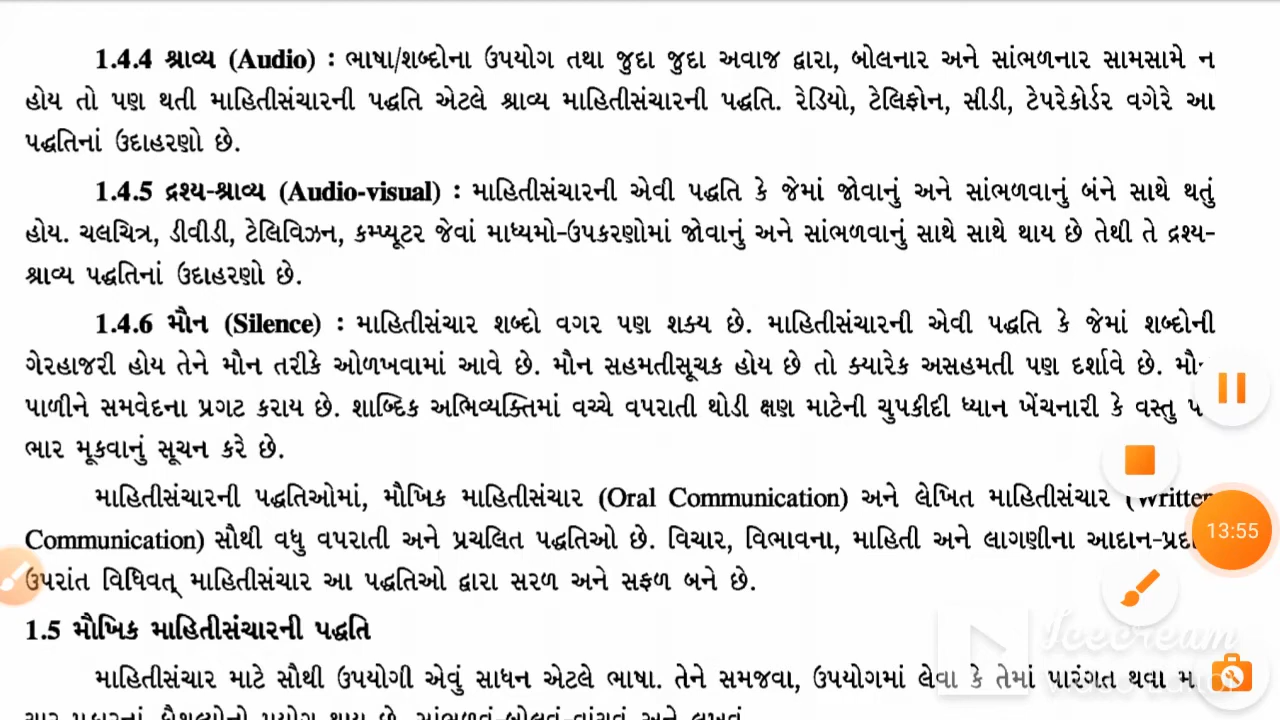 1.4.4 શ્રાવ્ય (Audio) : ભાષા/શબ્દોના ઉપયોગ તથા જુદા જુદા અવાજ દ્વારા, બોલનાર અને સાંભળનાર સામસામે ન
હોય તો પણ થતી માહિતીસંચારની પદ્ધતિ એટલે શ્રાવ્ય માહિતીસંચારની પદ્ધતિ. રેડિયો, ટેલિફોન, સીડી, ટેપરેકોર્ડર વગેરે આ
પદ્ધતિનાં ઉદાહરણો છે.
1.4.5 દ્રશ્ય-શ્રાવ્ય (Audio-visual) : માહિતીસંચારની એવી પદ્ધતિ કે જેમાં જોવાનું અને સાંભળવાનું બંને સાથે થતું
હોય. ચલચિત્ર, ડીવીડી, ટેલિવિઝન, કમ્પ્યૂટર જેવાં માધ્યમો-ઉપકરણોમાં જોવાનું અને સાંભળવાનું સાથે સાથે થાય છે તેથી તે દ્રશ્ય-
શ્રાવ્ય પદ્ધતિનાં ઉદાહરણો છે.
1.4.6 મૌન (Silence) : માહિતીસંચાર શબ્દો વગર પણ શક્ય છે. માહિતીસંચારની એવી પદ્ધતિ કે જેમાં શબ્દોની
ગેરહાજરી હોય તેને મૌન તરીકે ઓળખવામાં આવે છે. મૌન સહમતીસૂચક હોય છે તો ક્યારેક અસહમતી પણ દર્શાવે છે.
પાળીને સમવેદના પ્રગટ કરાય છે. શાબ્દિક અભિવ્યક્તિમાં વચ્ચે વપરાતી થોડી ક્ષણ માટેની ચુપકીદી ધ્યાન ખેંચનારી કે વસ્તુ
ભાર મૂકવાનું સૂચન કરે છે.
માહિતીસંચારની પદ્ધતિઓમાં, મૌખિક માહિતીસંચાર (Oral Communication) અને લેખિત માહિતીસંચાર (Written
Communication) સૌથી વધુ વપરાતી અને પ્રચલિત પદ્ધતિઓ છે. વિચાર, વિભાવના, માહિતી અને લાગણીના
ઉપરાંત વિધિવત્ માહિતીસંચાર આ પદ્ધતિઓ દ્વારા સરળ અને સફળ બને છે.
13:55
1.5 મૌખિક માહિતીસંચારની પદ્ધતિ
Icecream
માહિતીસંચાર માટે સૌથી ઉપયોગી એવું સાધન એટલે ભાષા. તેને સમજવા, ઉપયોગમાં લેવા કે તેમાં પારંગત થવા